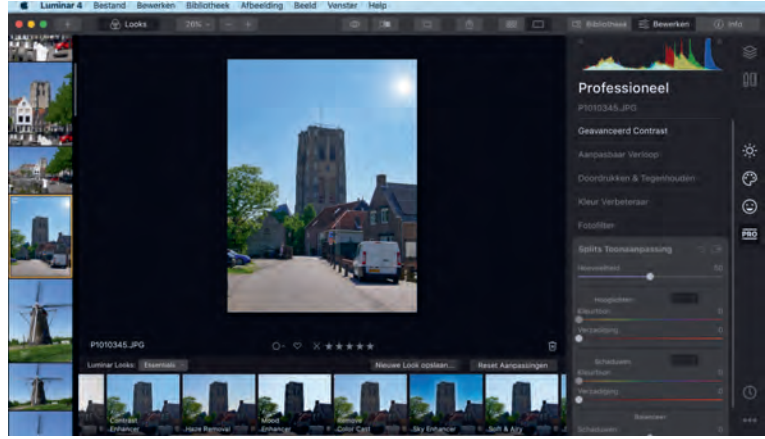 Luminar 4 Bestand Bewerken Bibliotheek Afbeelding Beeld Venster Help
Looks 26% Bibliotheek Bewerken Info
Professioneel
P1010345.JPG
Geavanceerd Contrast
Aanpasbaar Verloop
Doordrukken & Tegenhouden
Kleur Verbeteraar
Fotofilter
PRO
Splits Toonaanpassing
Hoeveelheid 50
Hooglichten
Kleurtoon 0
Verzadiging 0
Schaduwen
Kleurtoon 0
Verzadiging 0
Balanceer
Schaduwen 0
P1010345.JPG
Luminar Looks: Essentials Nieuwe Look opslaan... Reset Aanpassingen
Contrast Enhancer
Haze Removal
Mood Enhancer
Remove Color Cast
Sky Enhancer
Soft & Airy